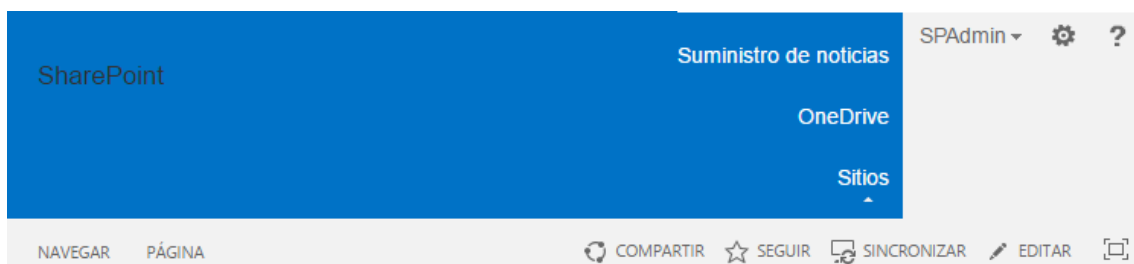 SharePoint
Suministro de noticias
OneDrive
Sitios
SPAdmin
?
NAVEGAR PÁGINA COMPARTIR SEGUIR SINCRONIZAR EDITAR